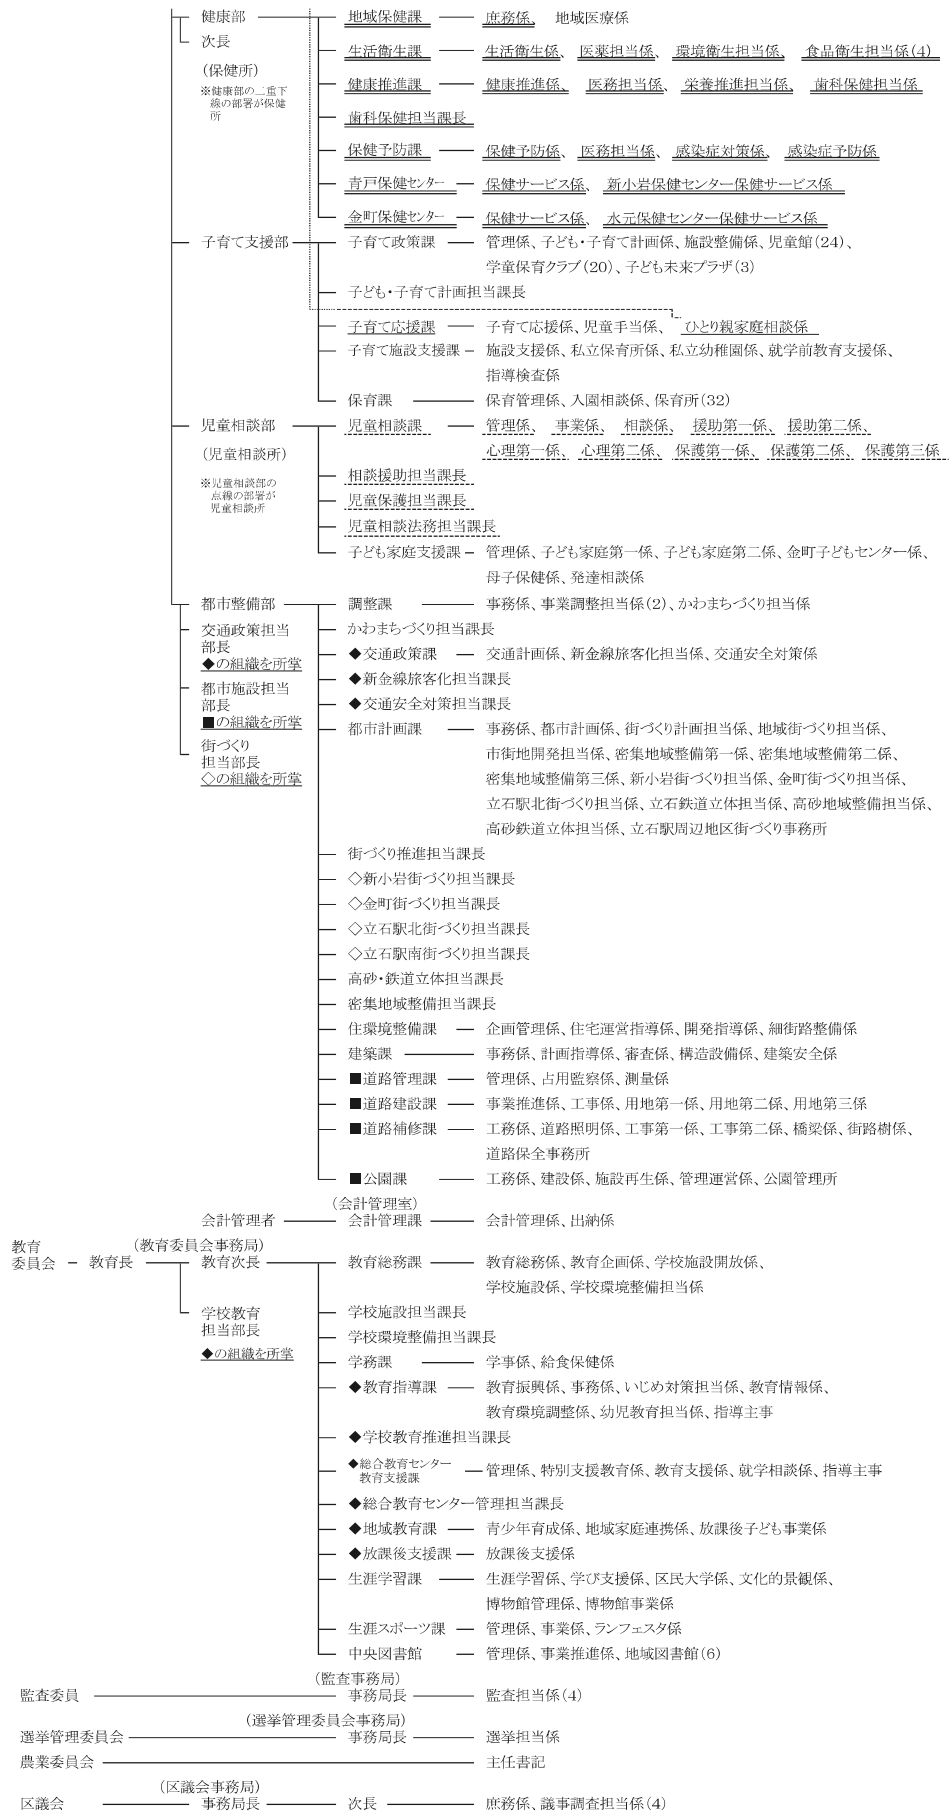 健康部 地域保健課 庶務係、 地域医療係
次長
生活衛生課 生活衛生係、 医薬担当係、 環境衛生担当係、 食品衛生担当係(4)
(保健所)
健康推進課 健康推進係、 医務担当係、 栄養推進担当係、 歯科保健担当係
※健康部の二重下
線の部署が保健
所
歯科保健担当課長
保健予防課 保健予防係、 医務担当係、 感染症対策係、 感染症予防係
青戸保健センター 保健サービス係、 新小岩保健センター保健サービス係
金町保健センター 保健サービス係、 水元保健センター保健サービス係
子育て支援部 子育て政策課 管理係、子ども・子育て計画係、施設整備係、児童館(24)、
学童保育クラブ(20)、子ども未来プラザ(3)
子ども・子育て計画担当課長
子育て応援課 子育て応援係、児童手当係、 ひとり親家庭相談係
子育て施設支援課 施設支援係、私立保育所係、私立幼稚園係、就学前教育支援係、
指導検査係
保育課 保育管理係、入園相談係、保育所(32)
児童相談部 児童相談課 管理係、 事業係、 相談係、 援助第一係、 援助第二係、
(児童相談所) 心理第一係、 心理第二係、 保護第一係、 保護第二係、 保護第三係
相談援助担当課長
※児童相談部の
点線の部署が
児童相談所
児童保護担当課長
児童相談法務担当課長
子ども家庭支援課 管理係、子ども家庭第一係、子ども家庭第二係、金町子どもセンター係、
母子保健係、発達相談係
都市整備部 調整課 事務係、事業調整担当係(2)、かわまちづくり担当係
交通政策担当
部長
◆の組織を所掌
かわまちづくり担当課長
◆交通政策課 交通計画係、新金線旅客化担当係、交通安全対策係
◆新金線旅客化担当課長
都市施設担当
部長
■の組織を所掌
◆交通安全対策担当課長
都市計画課 事務係、都市計画係、街づくり計画担当係、地域街づくり担当係、
街づくり
担当部長
◇の組織を所掌
市街地開発担当係、密集地域整備第一係、密集地域整備第二係、
密集地域整備第三係、新小岩街づくり担当係、金町街づくり担当係、
立石駅北街づくり担当係、立石鉄道立体担当係、高砂地域整備担当係、
高砂鉄道立体担当係、立石駅周辺地区街づくり事務所
街づくり推進担当課長
◇新小岩街づくり担当課長
◇金町街づくり担当課長
◇立石駅北街づくり担当課長
◇立石駅南街づくり担当課長
高砂・鉄道立体担当課長
密集地域整備担当課長
住環境整備課 企画管理係、住宅運営指導係、開発指導係、細街路整備係
建築課 事務係、計画指導係、審査係、構造設備係、建築安全係
■道路管理課 管理係、占用監察係、測量係
■道路建設課 事業推進係、工事係、用地第一係、用地第二係、用地第三係
■道路補修課 工務係、道路照明係、工事第一係、工事第二係、橋梁係、街路樹係、
道路保全事務所
■公園課 工務係、建設係、施設再生係、管理運営係、公園管理所
(会計管理室)
会計管理者 会計管理課 会計管理係、出納係
(教育委員会事務局)
教育
委員会 教育長 教育次長 教育総務課 教育総務係、教育企画係、学校施設開放係、
学校施設係、学校環境整備担当係
学校教育
担当部長
◆の組織を所掌
学校施設担当課長
学校環境整備担当課長
学務課 学事係、給食保健係
◆教育指導課 教育振興係、事務係、いじめ対策担当係、教育情報係、
教育環境調整係、幼児教育担当係、指導主事
◆学校教育推進担当課長
◆総合教育センター
教育支援課 管理係、特別支援教育係、教育支援係、就学相談係、指導主事
◆総合教育センター管理担当課長
◆地域教育課 青少年育成係、地域家庭連携係、放課後子ども事業係
◆放課後支援課 放課後支援係
生涯学習課 生涯学習係、学び支援係、区民大学係、文化的景観係、
博物館管理係、博物館事業係
生涯スポーツ課 管理係、事業係、ランフェスタ係
中央図書館 管理係、事業推進係、地域図書館(6)
(監査事務局)
監査委員 事務局長 監査担当係(4)
(選挙管理委員会事務局)
選挙管理委員会 事務局長 選挙担当係
農業委員会 主任書記
(区議会事務局)
区議会 事務局長 次長 庶務係、議事調査担当係(4)